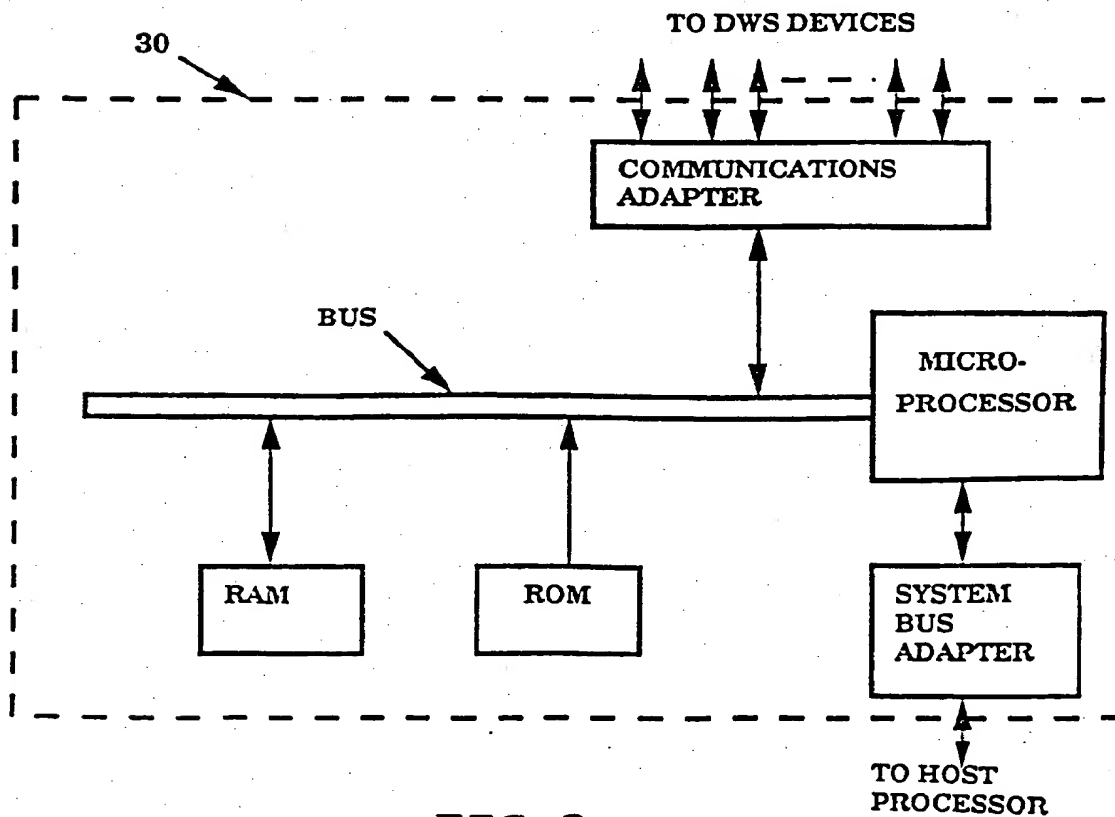 TO DWS DEVICES
30
COMMUNICATIONS
ADAPTER
BUS
MICRO-
PROCESSOR
RAM
ROM
SYSTEM
BUS
ADAPTER
TO HOST
PROCESSOR